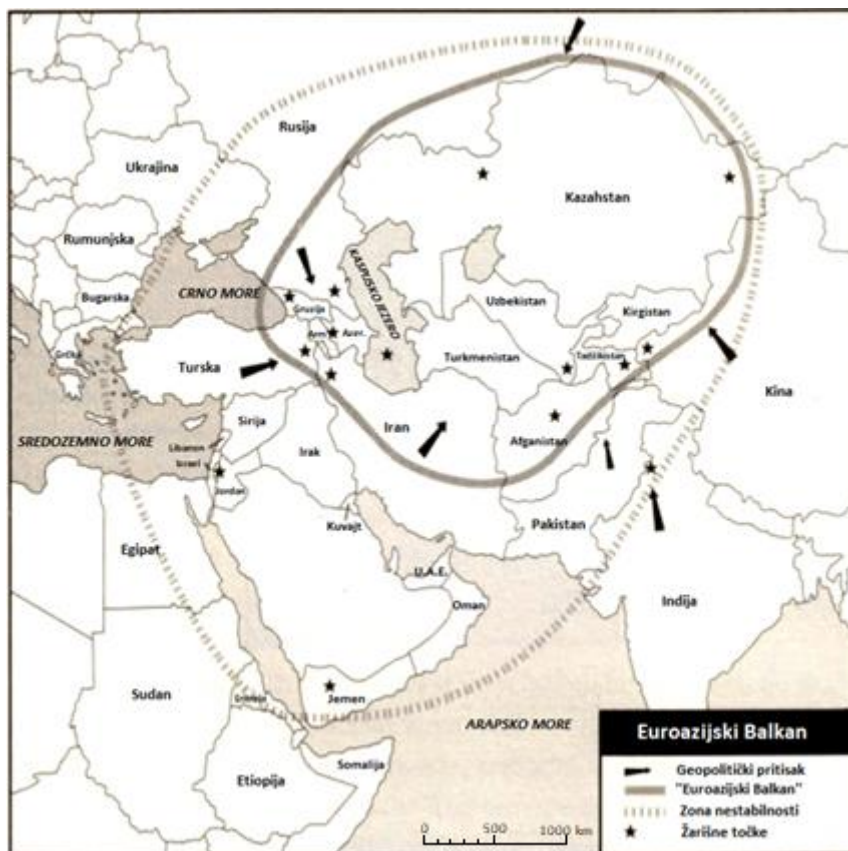 Rusija
Ukrajina
Kazahstan
Rumunjska
KASPIJSKO JEZERO
CRNO MORE
Bugarska
Gruzija
Uzbekistan
Kirgistan
Arm.
Azer.
Grčka
Turska
Turkmenistan
Tadžikistan
Kina
Sirija
Iran
Afganistan
SREDOZEMNO MORE
Libanon
Irak
Izrael
Jordan
Kuvajt
Pakistan
Egipat
U.A.E.
Oman
Indija
Sudan
Jemen
ARAPSKO MORE
Etiopija
Somalija
Euroazijski Balkan
Geopolitički pritisak
"Euroazijski Balkan"
Zona nestabilnosti
Žarišne točke
0 500 1000 km